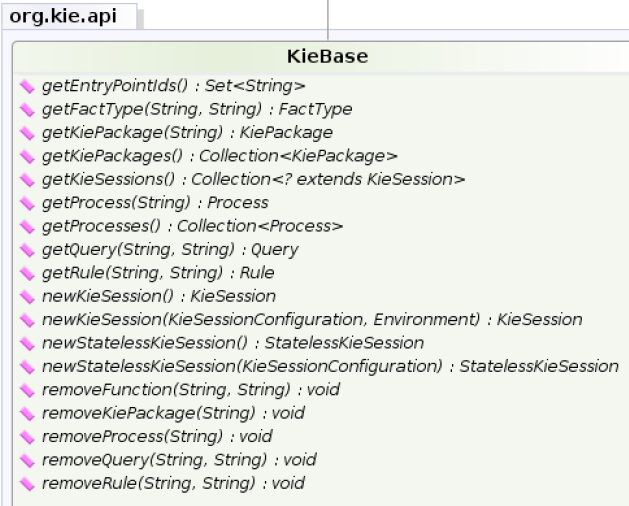 org.kie.api
KieBase
getEntryPointIds() : Set<String>
getFactType(String, String) : FactType
getKiePackage(String) : KiePackage
getKiePackages() : Collection<KiePackage>
getKieSessions() : Collection<? extends KieSession>
getProcess(String) : Process
getProcesses() : Collection<Process>
getQuery(String, String) : Query
getRule(String, String) : Rule
newKieSession() : KieSession
newKieSession(KieSessionConfiguration, Environment) : KieSession
newStatelessKieSession() : StatelessKieSession
newStatelessKieSession(KieSessionConfiguration) : StatelessKieSession
removeFunction(String, String) : void
removeKiePackage(String) : void
removeProcess(String) : void
removeQuery(String, String) : void
removeRule(String, String) : void